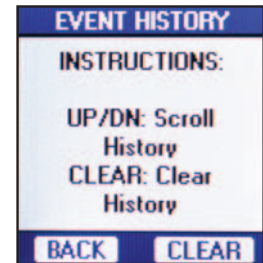 EVENT HISTORY
INSTRUCTIONS:
UP/DN: Scroll
History
CLEAR: Clear
History
BACK CLEAR